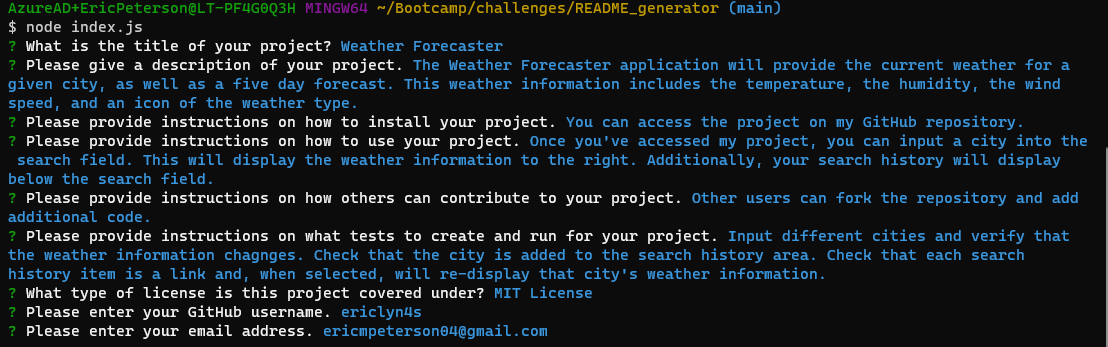 AzureAD+EricPeterson@LT-PF4G0Q3H MINGW64 ~/Bootcamp/challenges/README_generator (main)
$ node index.js
? What is the title of your project? Weather Forecaster
? Please give a description of your project. The Weather Forecaster application will provide the current weather for a
given city, as well as a five day forecast. This weather information includes the temperature, the humidity, the wind
speed, and an icon of the weather type.
? Please provide instructions on how to install your project. You can access the project on my GitHub repository.
? Please provide instructions on how to use your project. Once you've accessed my project, you can input a city into the
 search field. This will display the weather information to the right. Additionally, your search history will display
below the search field.
? Please provide instructions on how others can contribute to your project. Other users can fork the repository and add
additional code.
? Please provide instructions on what tests to create and run for your project. Input different cities and verify that
the weather information chagnges. Check that the city is added to the search history area. Check that each search
history item is a link and, when selected, will re-display that city's weather information.
? What type of license is this project covered under? MIT License
? Please enter your GitHub username. ericlyn4s
? Please enter your email address. ericmpeterson04@gmail.com